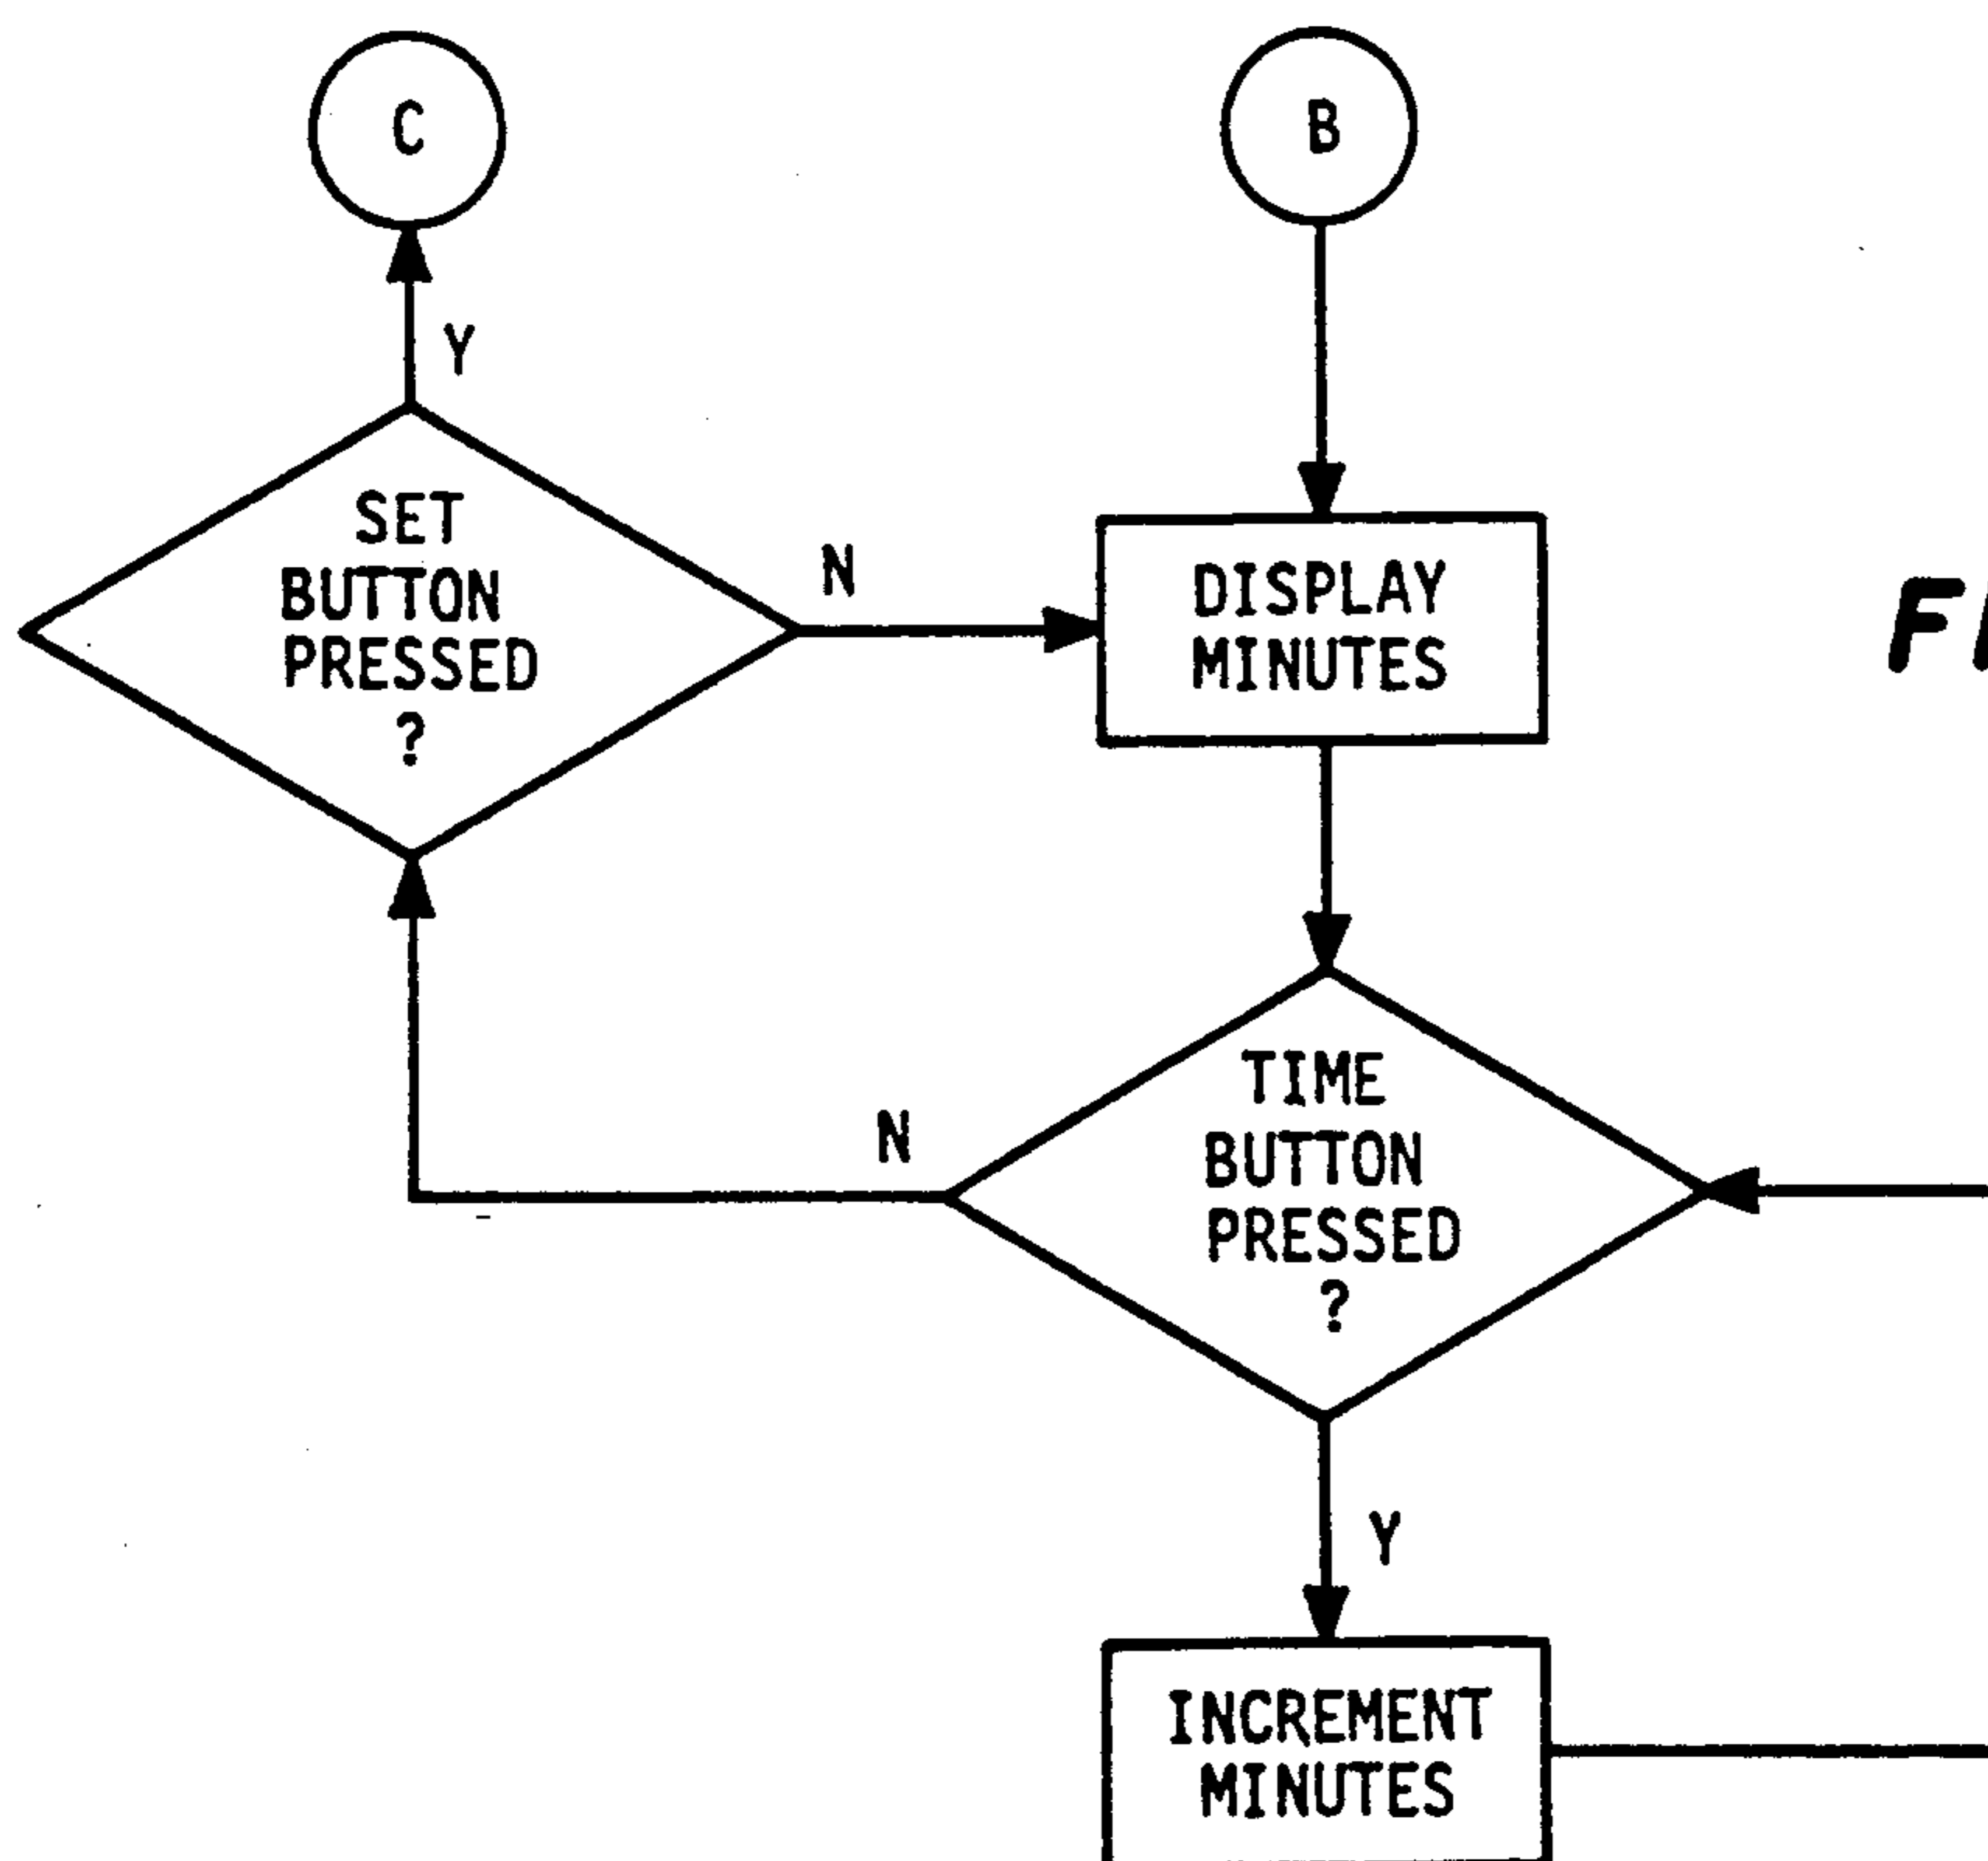 C
B
Y
SET
BUTTON
PRESSED
?
N
DISPLAY
MINUTES
TIME
BUTTON
PRESSED
?
N
Y
INCREMENT
MINUTES